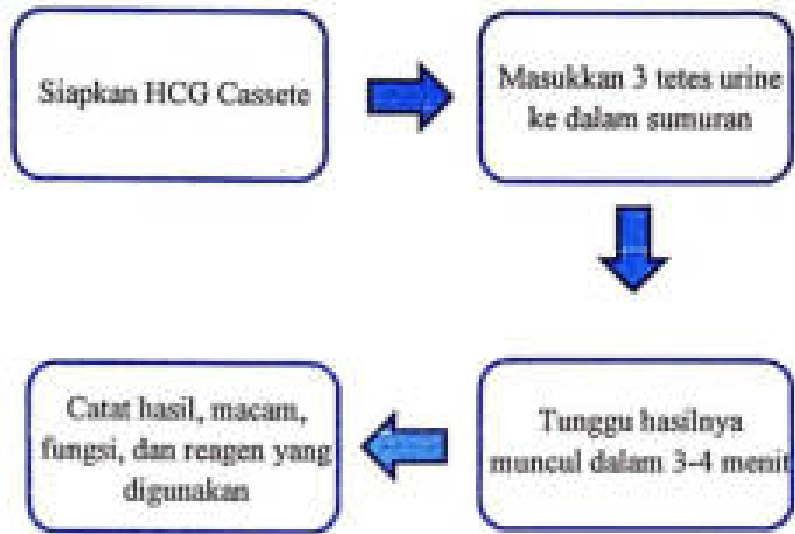 Siapkan HCG Cassete
Masukkan 3 tetes urine
ke dalam sumuran
Tunggu hasilnya
muncul dalam 3-4 menit
Catat hasil, macam,
fungsi, dan reagen yang
digunakan